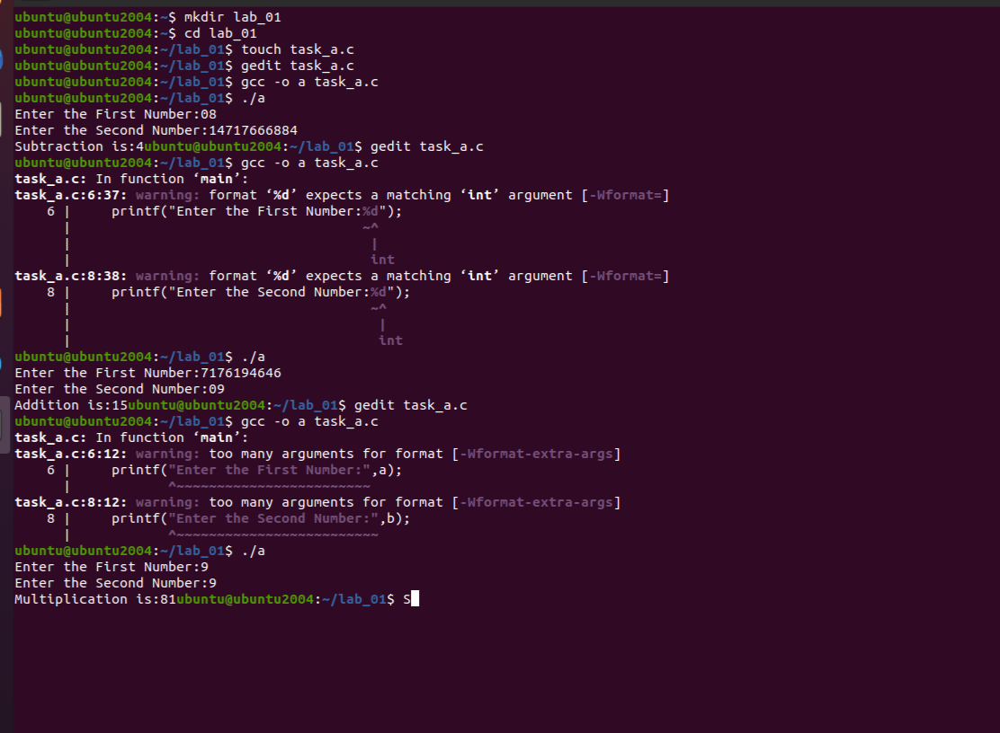 ubuntu@ubuntu2004:~$ mkdir lab_01
ubuntu@ubuntu2004:~$ cd lab_01
ubuntu@ubuntu2004:~/lab_01$ touch task_a.c
ubuntu@ubuntu2004:~/lab_01$ gedit task_a.c
ubuntu@ubuntu2004:~/lab_01$ gcc -o a task_a.c
ubuntu@ubuntu2004:~/lab_01$ ./a
Enter the First Number:08
Enter the Second Number:14717666884
Subtraction is:4ubuntu@ubuntu2004:~/lab_01$ gedit task_a.c
ubuntu@ubuntu2004:~/lab_01$ gcc -o a task_a.c
task_a.c: In function ‘main’:
task_a.c:6:37: warning: format ‘%d’ expects a matching ‘int’ argument [-Wformat=]
    6 |     printf("Enter the First Number:%d");
      |                                    ~^
      |                                     |
      |                                     int
task_a.c:8:38: warning: format ‘%d’ expects a matching ‘int’ argument [-Wformat=]
    8 |     printf("Enter the Second Number:%d");
      |                                     ~^
      |                                      |
      |                                      int
ubuntu@ubuntu2004:~/lab_01$ ./a
Enter the First Number:7176194646
Enter the Second Number:09
Addition is:15ubuntu@ubuntu2004:~/lab_01$ gedit task_a.c
ubuntu@ubuntu2004:~/lab_01$ gcc -o a task_a.c
task_a.c: In function ‘main’:
task_a.c:6:12: warning: too many arguments for format [-Wformat-extra-args]
    6 |     printf("Enter the First Number:",a);
      |            ^~~~~~~~~~~~~~~~~~~~~~~~~
task_a.c:8:12: warning: too many arguments for format [-Wformat-extra-args]
    8 |     printf("Enter the Second Number:",b);
      |            ^~~~~~~~~~~~~~~~~~~~~~~~~~
ubuntu@ubuntu2004:~/lab_01$ ./a
Enter the First Number:9
Enter the Second Number:9
Multiplication is:81ubuntu@ubuntu2004:~/lab_01$ S